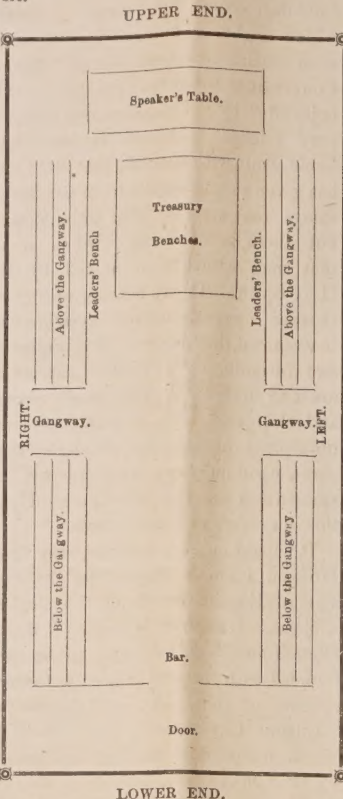 UPPER END.
Speaker's Table.
Treasury
Benches.
Above the Gangway.
Leaders' Bench
Leaders' Bench.
Above the Gangway.
RIGHT.
Gangway.
Gangway.
LEFT.
Below the Gangway.
Below the Gangway
Bar.
Door.
LOWER END.